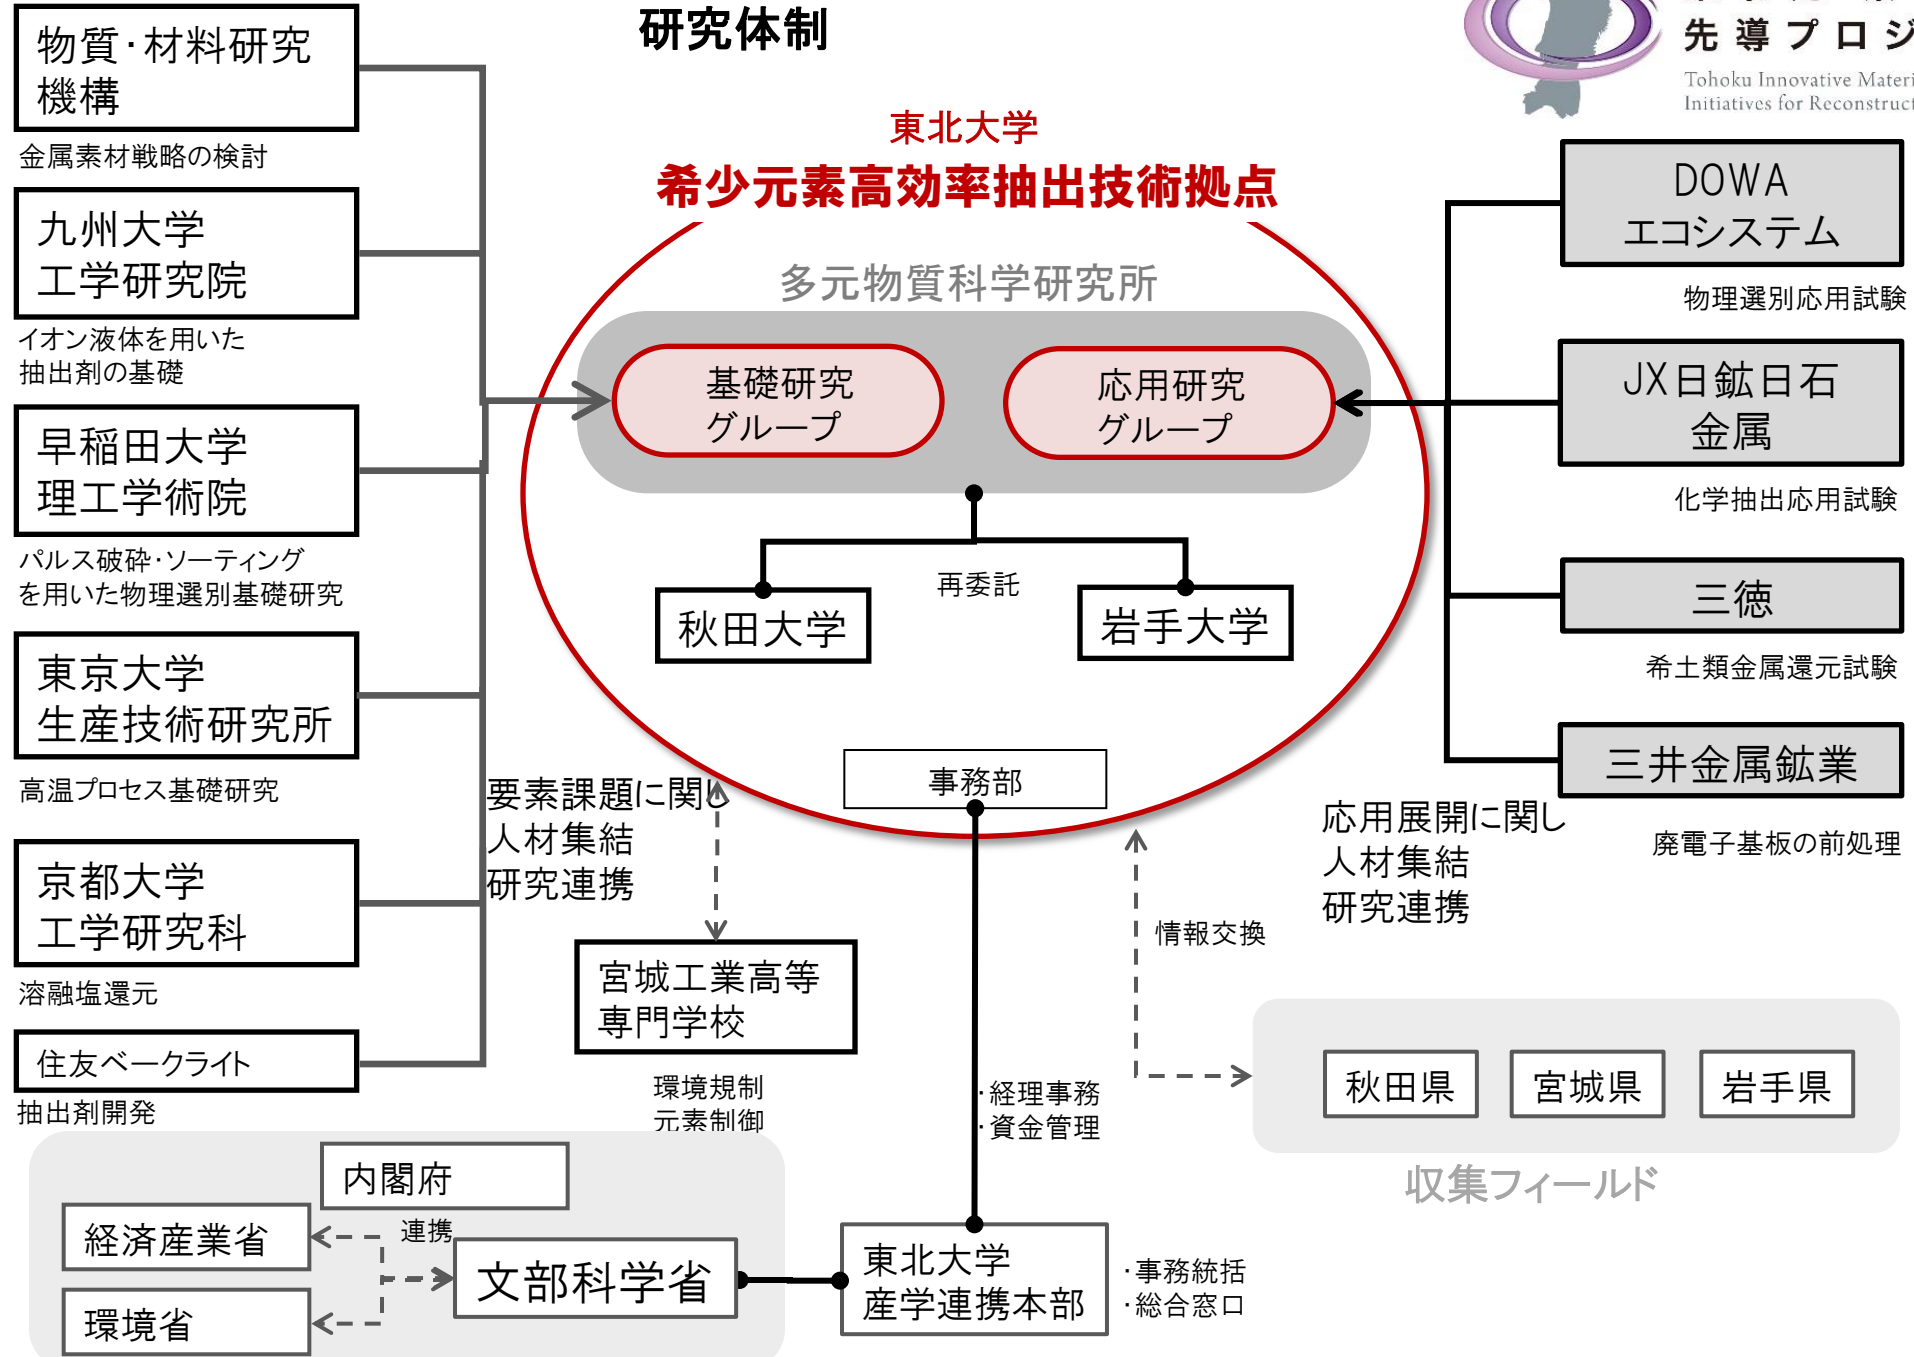 研究体制
先導プロジ
Tohoku Innovative Materi
Initiatives for Reconstruct
物質・材料研究
機構
金属素材戦略の検討
九州大学
工学研究院
イオン液体を用いた
抽出剤の基礎
早稲田大学
理工学術院
パルス破砕・ソーティング
を用いた物理選別基礎研究
東京大学
生産技術研究所
高温プロセス基礎研究
京都大学
工学研究科
溶融塩還元
住友ベークライト
抽出剤開発
東北大学
希少元素高効率抽出技術拠点
多元物質科学研究所
基礎研究
グループ
応用研究
グループ
再委託
秋田大学
岩手大学
事務部
要素課題に関し
人材集結
研究連携
宮城工業高等
専門学校
環境規制
元素制御
・経理事務
・資金管理
DOWA
エコシステム
物理選別応用試験
JX日鉱日石
金属
化学抽出応用試験
三徳
希土類金属還元試験
三井金属鉱業
廃電子基板の前処理
応用展開に関し
人材集結
研究連携
情報交換
秋田県
宮城県
岩手県
収集フィールド
内閣府
連携
経済産業省
環境省
文部科学省
東北大学
産学連携本部
・事務統括
・総合窓口